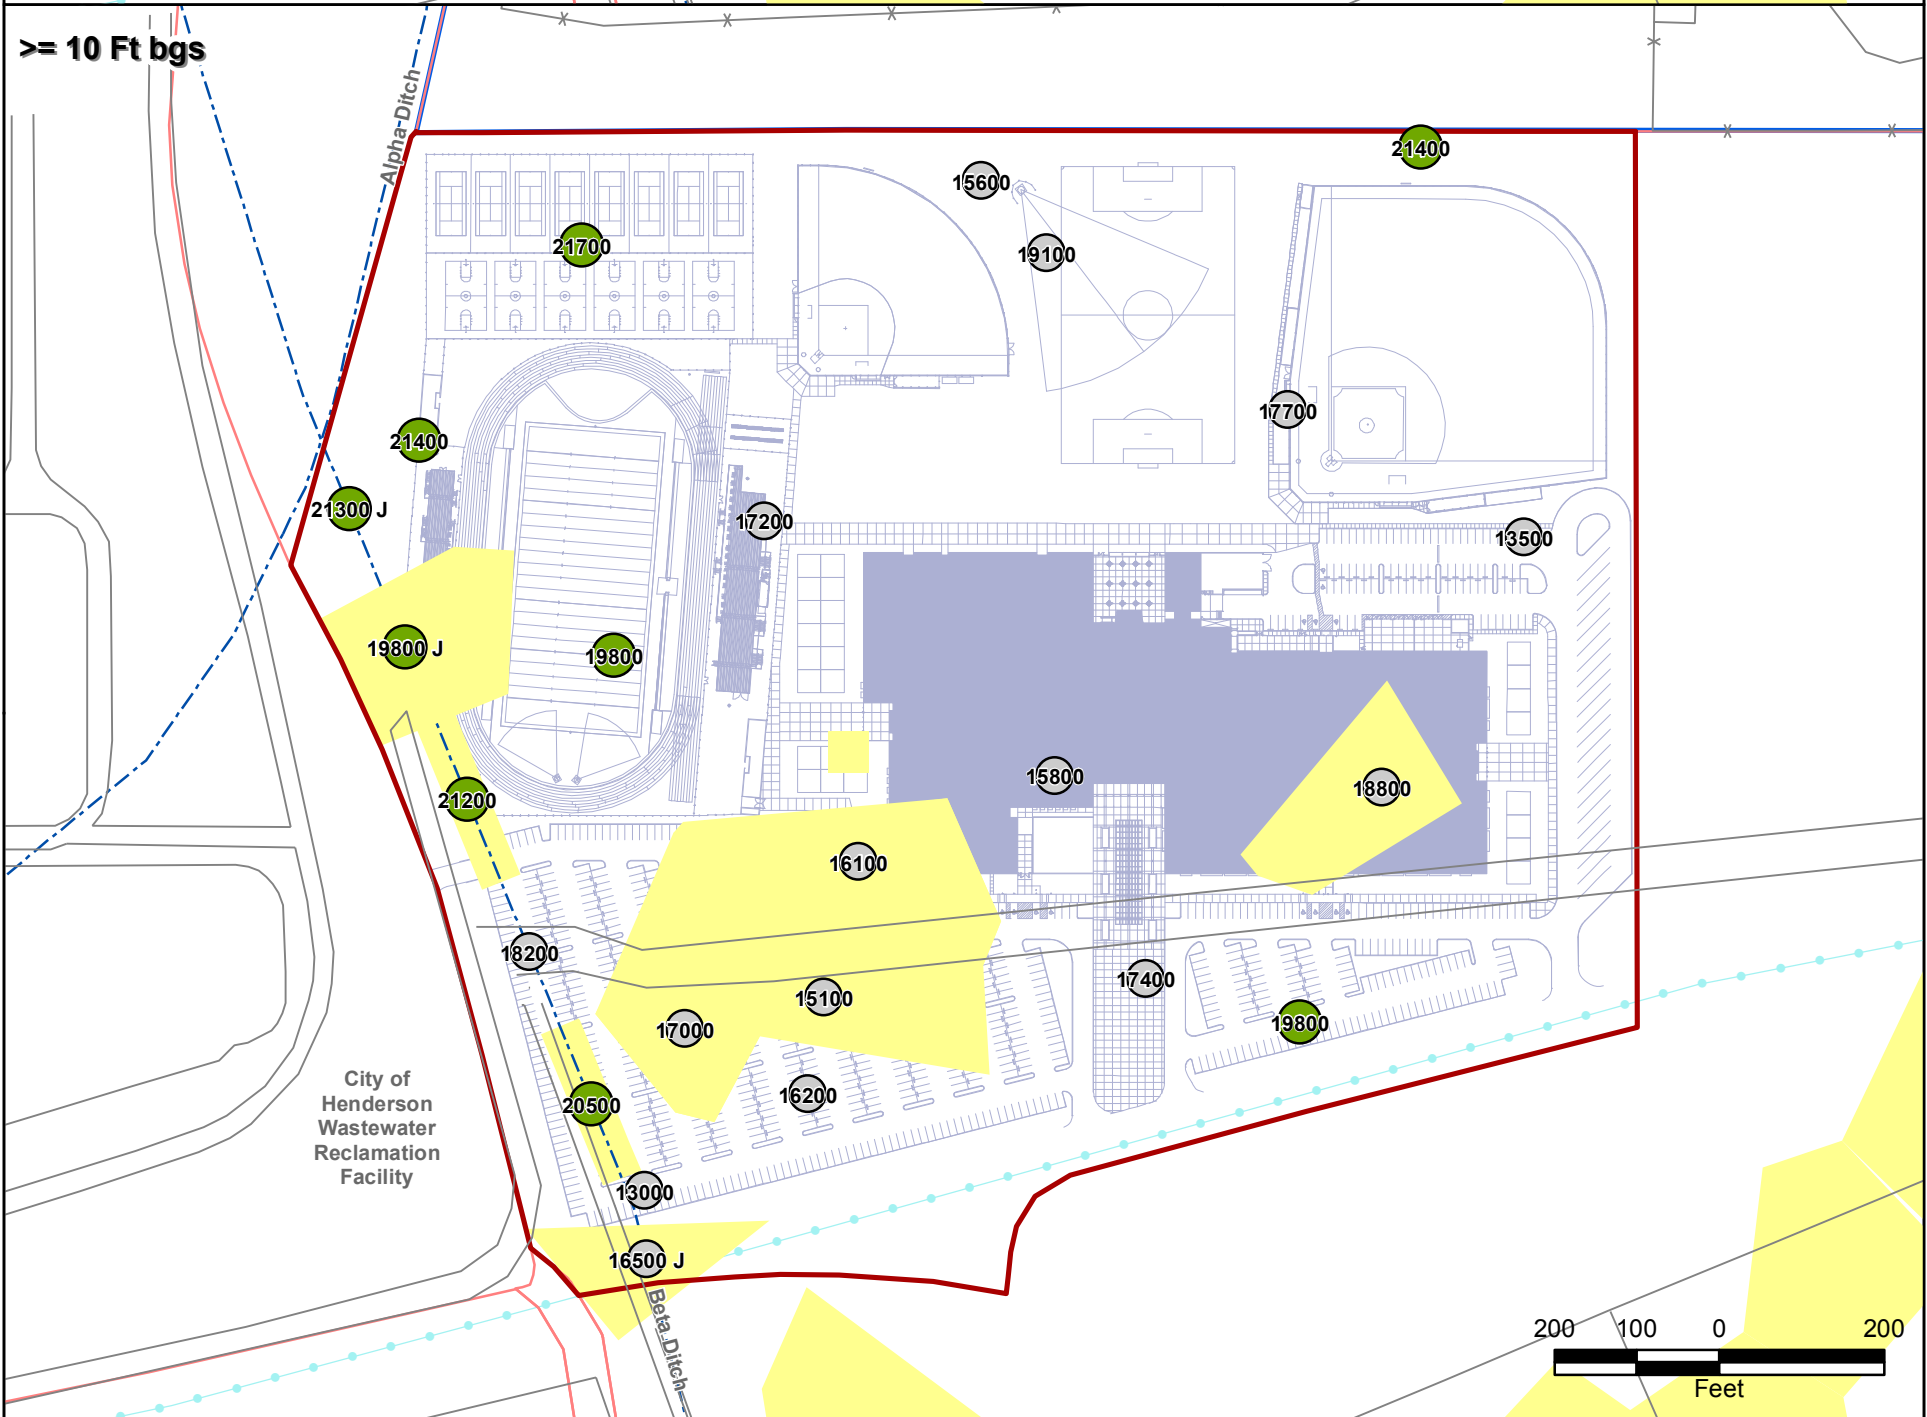 >= 10 Ft bgs
Alpha Ditch
21400
15600
21700
19100
17700
21400
21300 J
17200
13500
19800 J
19800
15800
18800
21200
16100
18200
17400
15100
17000
19800
City of
Henderson
Wastewater
Reclamation
Facility
16200
20500
13000
16500 J
Beta Ditch
200 100 0 200
Feet